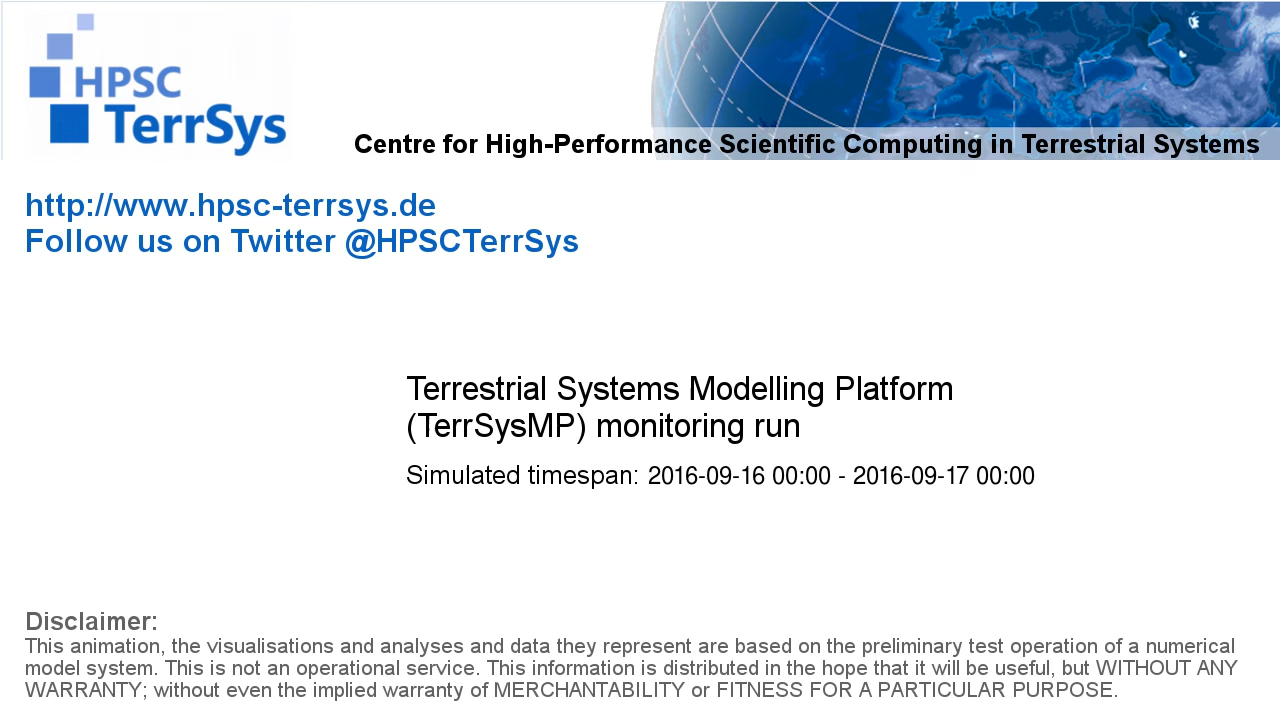 HPSC
TerrSys
Centre for High-Performance Scientific Computing in Terrestrial Systems
http://www.hpsc-terrsys.de
Follow us on Twitter @HPSCTerrSys
Terrestrial Systems Modelling Platform
(TerrSysMP) monitoring run
Simulated timespan: 2016-09-16 00:00 - 2016-09-17 00:00
Disclaimer:
This animation, the visualisations and analyses and data they represent are based on the preliminary test operation of a numerical
model system. This is not an operational service. This information is distributed in the hope that it will be useful, but WITHOUT ANY
WARRANTY; without even the implied warranty of MERCHANTABILITY or FITNESS FOR A PARTICULAR PURPOSE.